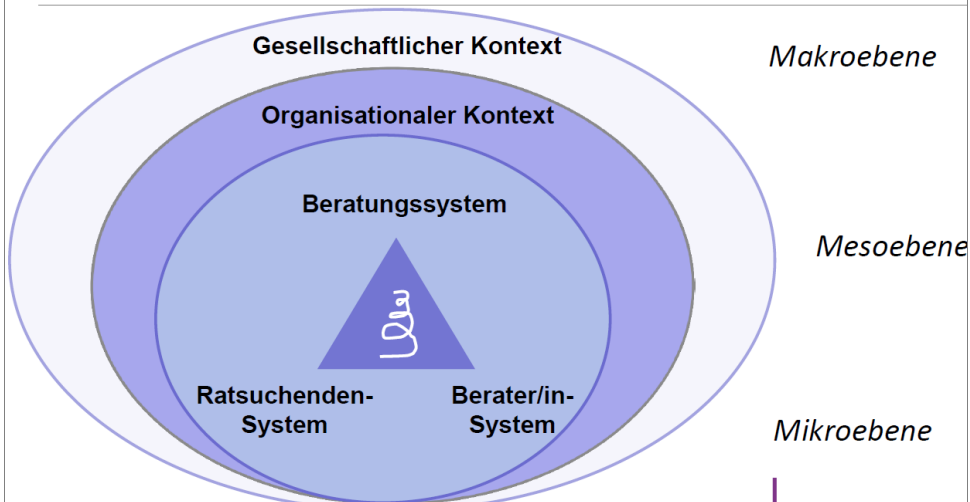 Gesellschaftlicher Kontext
Makroebene
Organisationaler Kontext
Beratungssystem
Mesoebene
Ratsuchenden-
System
Berater/in-
System
Mikroebene